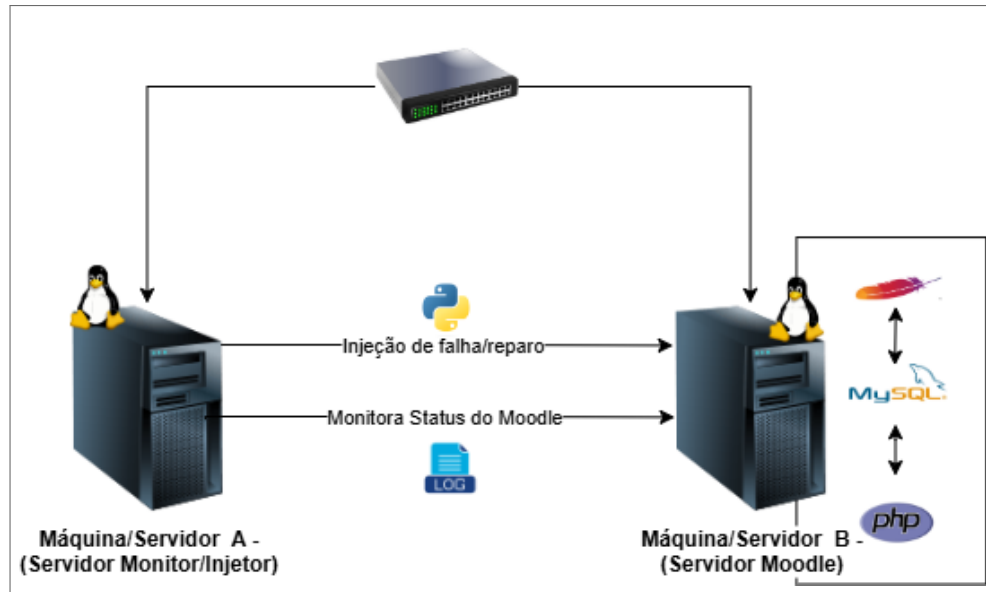 Injeção de falha/reparo
MySQL
Monitora Status do Moodle
LOG
php
Máquina/Servidor A -
(Servidor Monitor/Injetor)
Máquina/Servidor B -
(Servidor Moodle)